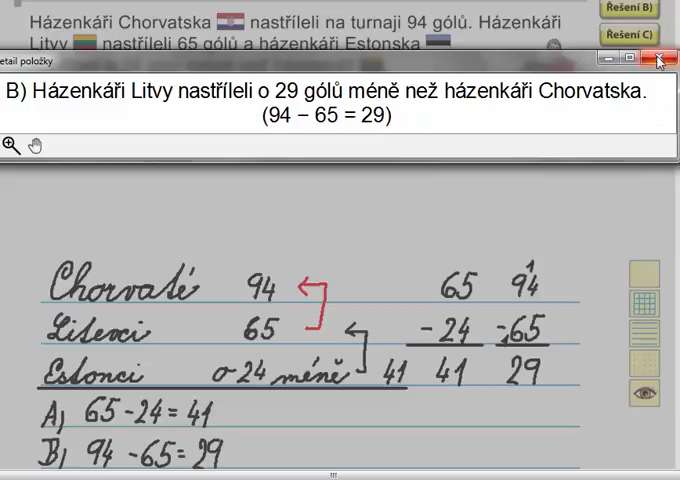 Házenkáři Chorvatska nastříleli na turnaji 94 gólů. Házenkáři
Litvy nastříleli 65 gólů a házenkáři Estonska
Řešení B)
Řešení C)
etail položky
B) Házenkáři Litvy nastříleli o 29 gólů méně než házenkáři Chorvatska.
(94 − 65 = 29)
Chorvaté 94 65 94
1
Litevci 65 - 24 - 65
1
Estonci o 24 méně 41 41 29
A) 65 - 24 = 41
B) 94 - 65 = 29